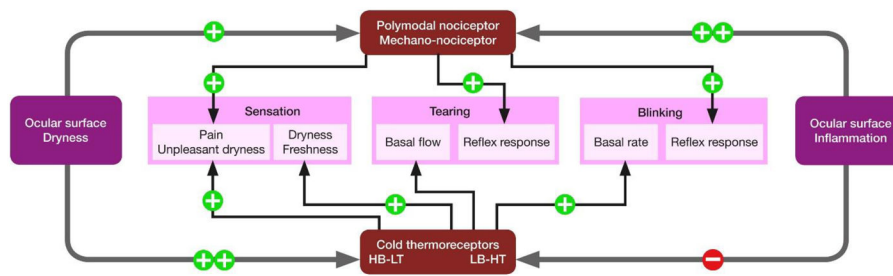 Polymodal nociceptor
Mechano-nociceptor
Ocular surface
Dryness
Sensation
Pain
Unpleasant dryness
Dryness
Freshness
Tearing
Basal flow
Reflex response
Blinking
Basal rate
Reflex response
Ocular surface
Inflammation
Cold thermoreceptors
HB-LT LB-HT